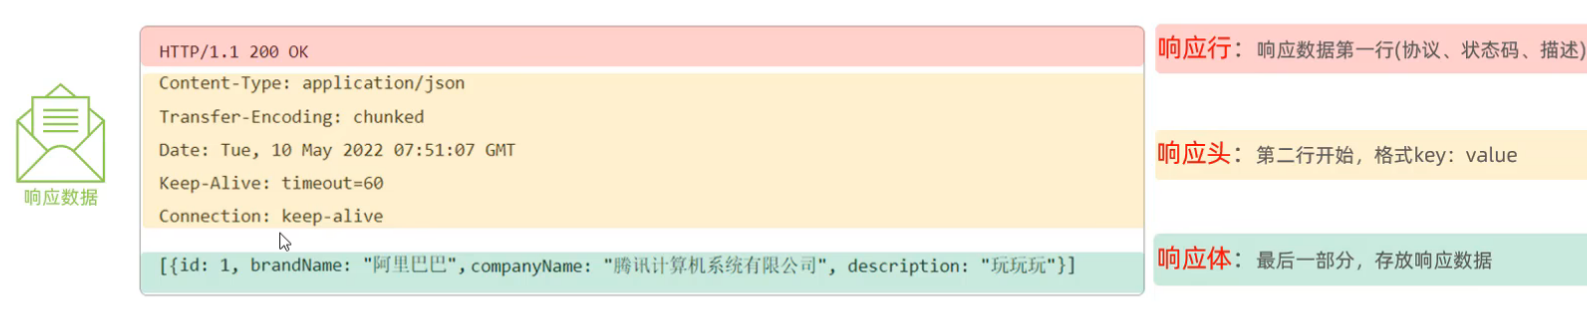 HTTP/1.1 200 OK
响应行：响应数据第一行(协议、状态码、描述)
Content-Type: application/json
Transfer-Encoding: chunked
Date: Tue, 10 May 2022 07:51:07 GMT
响应头：第二行开始，格式key：value
Keep-Alive: timeout=60
响应数据
Connection: keep-alive
[{id: 1, brandName: "阿里巴巴",companyName: "腾讯计算机系统有限公司", description: "玩玩玩"}]
响应体：最后一部分，存放响应数据